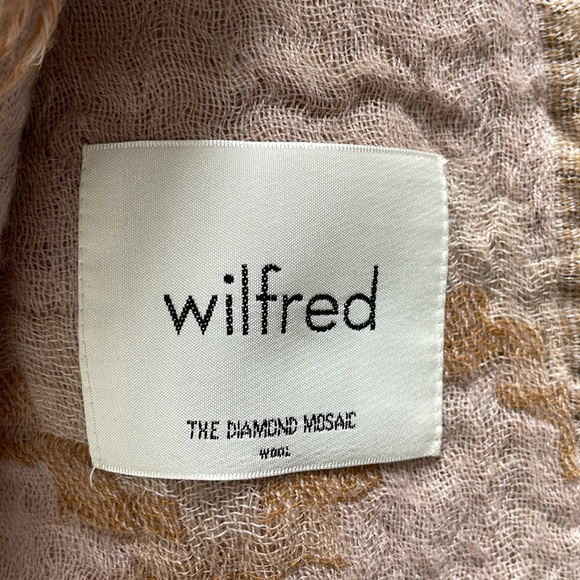 wilfred
THE DIAMOND MOSAIC
WOOL